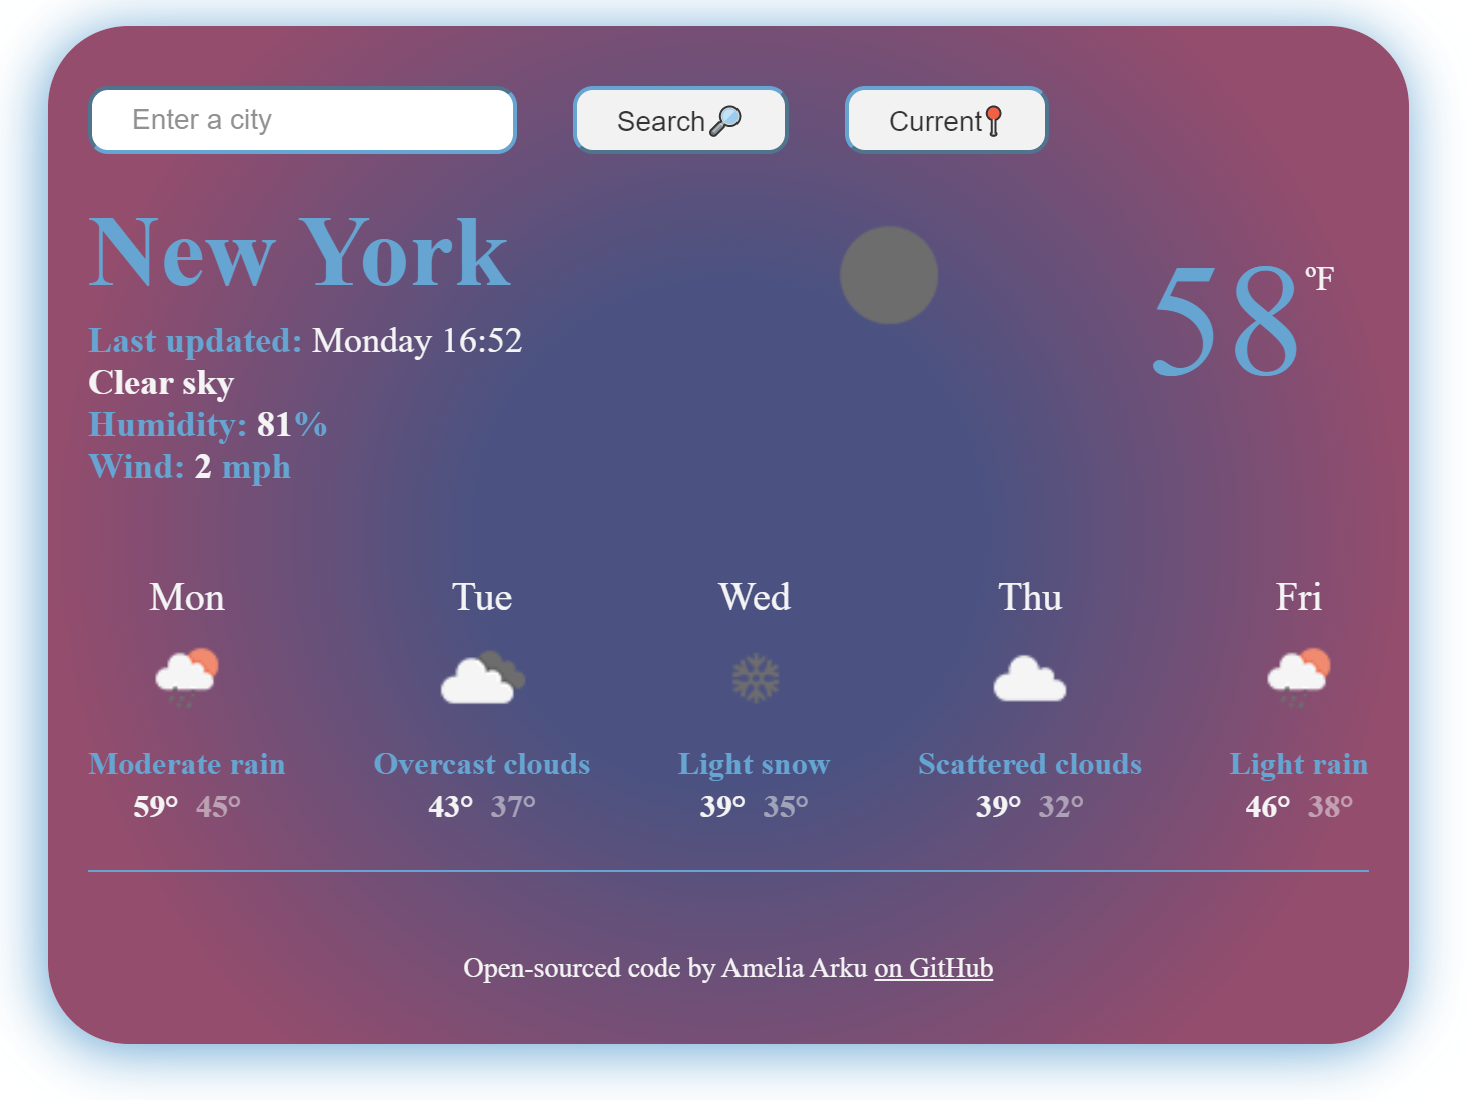 Enter a city
Search
Current
New York
58 ºF
Last updated: Monday 16:52
Clear sky
Humidity: 81%
Wind: 2 mph
Mon Tue Wed Thu Fri
Moderate rain Overcast clouds Light snow Scattered clouds Light rain
59° 45° 43° 37° 39° 35° 39° 32° 46° 38°
Open-sourced code by Amelia Arku on GitHub